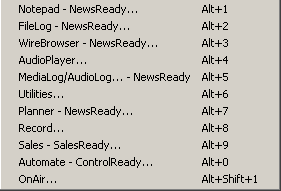 Notepad - NewsReady... Alt+1
FileLog - NewsReady... Alt+2
WireBrowser - NewsReady... Alt+3
AudioPlayer... Alt+4
MediaLog/AudioLog... - NewsReady Alt+5
Utilities... Alt+6
Planner - NewsReady... Alt+7
Record... Alt+8
Sales - SalesReady... Alt+9
Automate - ControlReady... Alt+0
OnAir... Alt+Shift+1